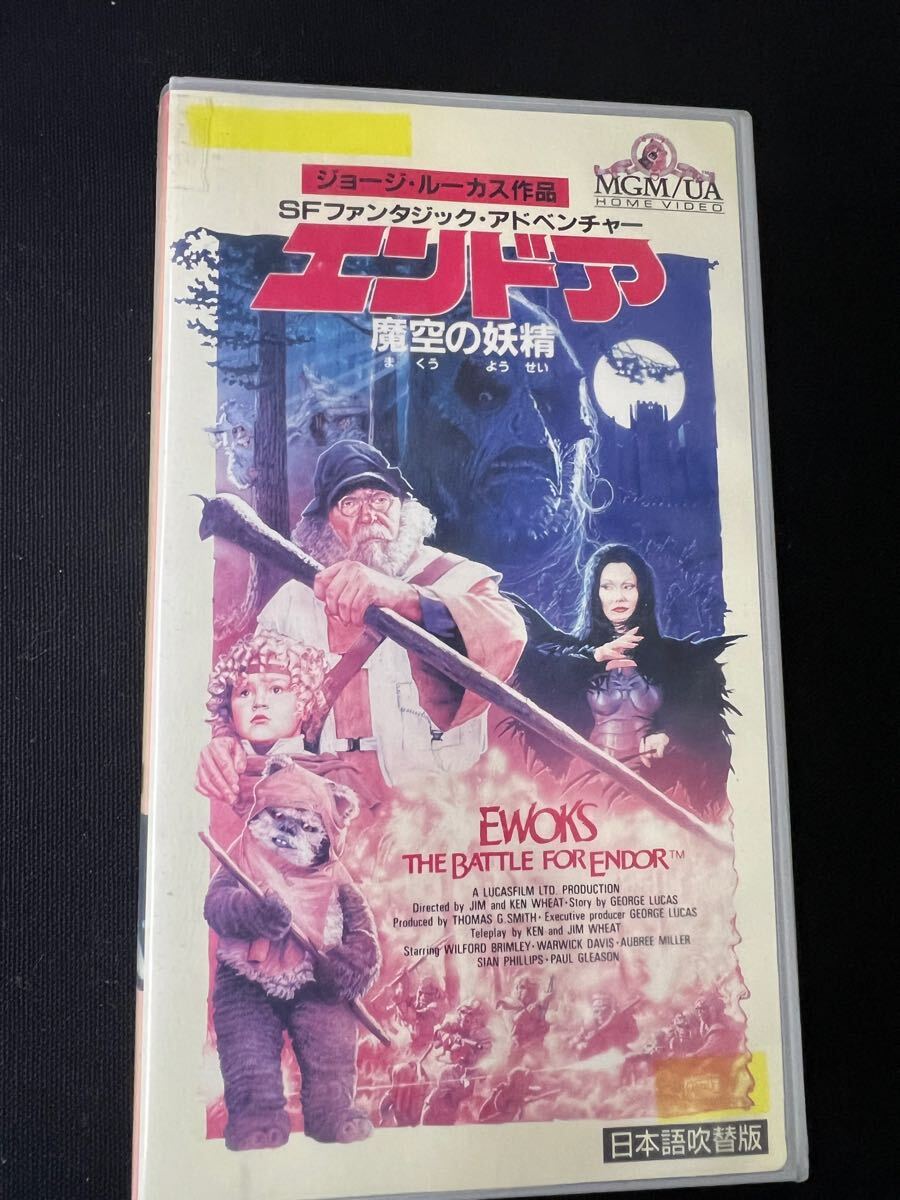 ジョージ・ルーカス作品
MGM/UA
HOME VIDEO
SFファンタジック・アドベンチャー
エンドア
魔空の妖精
ま くう よう せい
EWOKS
THE BATTLE FOR ENDOR™
A LUCASFILM LTD. PRODUCTION
Directed by JIM and KEN WHEAT・Story by GEORGE LUCAS
Produced by THOMAS G. SMITH・Executive producer GEORGE LUCAS
Teleplay by KEN and JIM WHEAT
Starring WILFORD BRIMLEY・WARWICK DAVIS・AUBREE MILLER
SIAN PHILLIPS・PAUL GLEASON
日本語吹替版